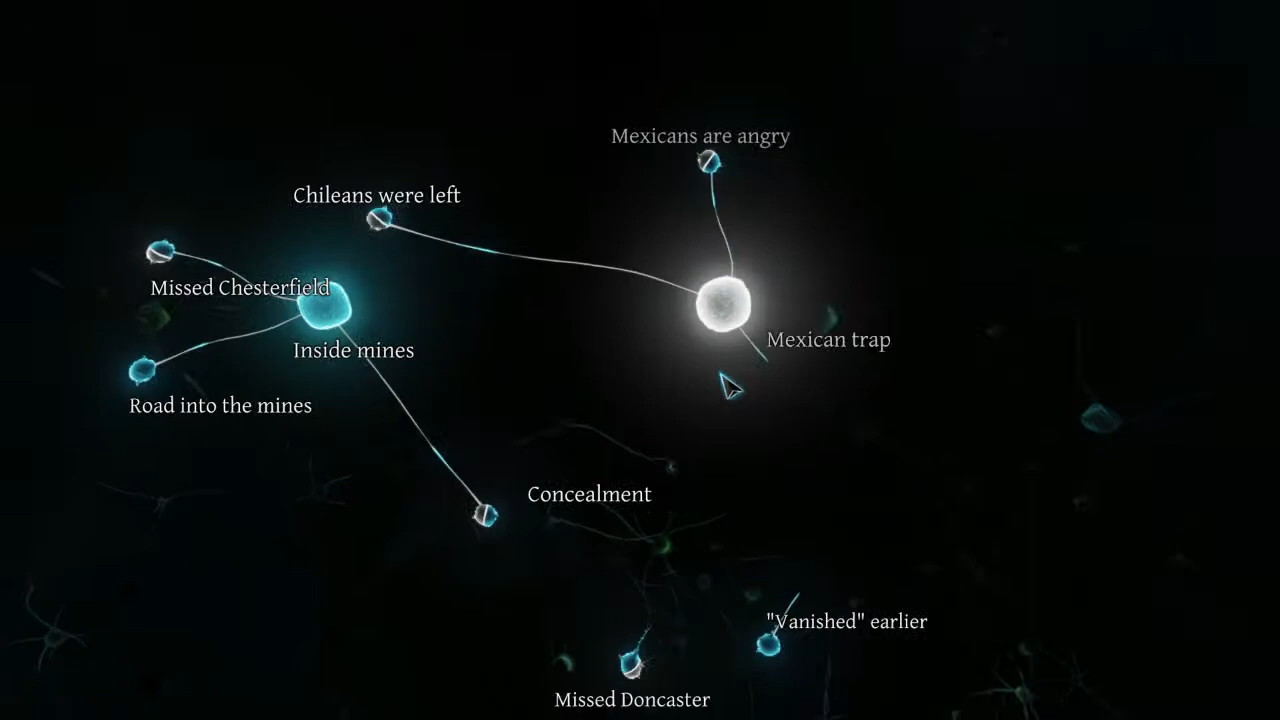 Mexicans are angry
Chileans were left
Missed Chesterfield
Mexican trap
Inside mines
Road into the mines
Concealment
"Vanished" earlier
Missed Doncaster